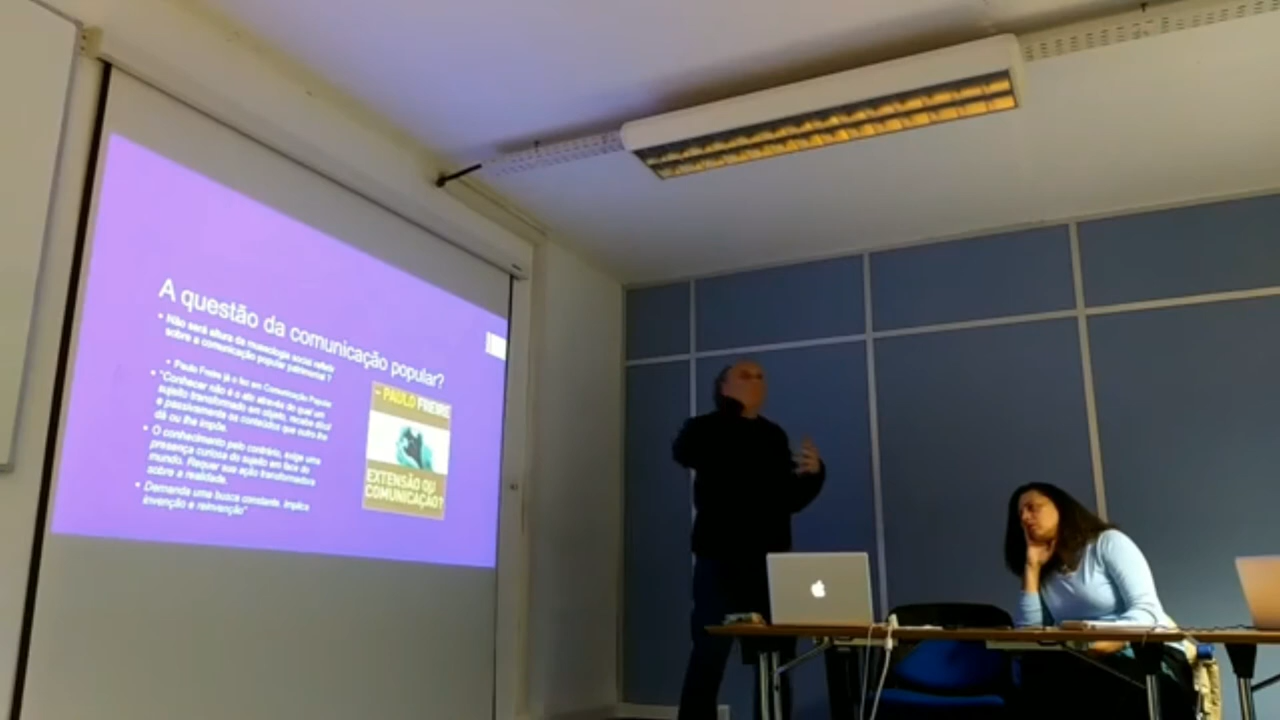 A questão da comunicação popular?
• Não será altura da museologia social refletir
sobre a comunicação popular patrimonial ?
• Paulo Freire já o fez em Comunicação Popular
• "Conhecer não é o ato através do qual um
sujeito transformado em objeto, recebe dócil
e passivamente os conteúdos que outro lhe
dá ou lhe impõe.
• O conhecimento pelo contrário, exige uma
presença curiosa do sujeito em face do
mundo. Requer sua ação transformadora
sobre a realidade.
• Demanda uma busca constante. Implica
invenção e reinvenção"
PAULO FREIRE
EXTENSÃO OU
COMUNICAÇÃO?